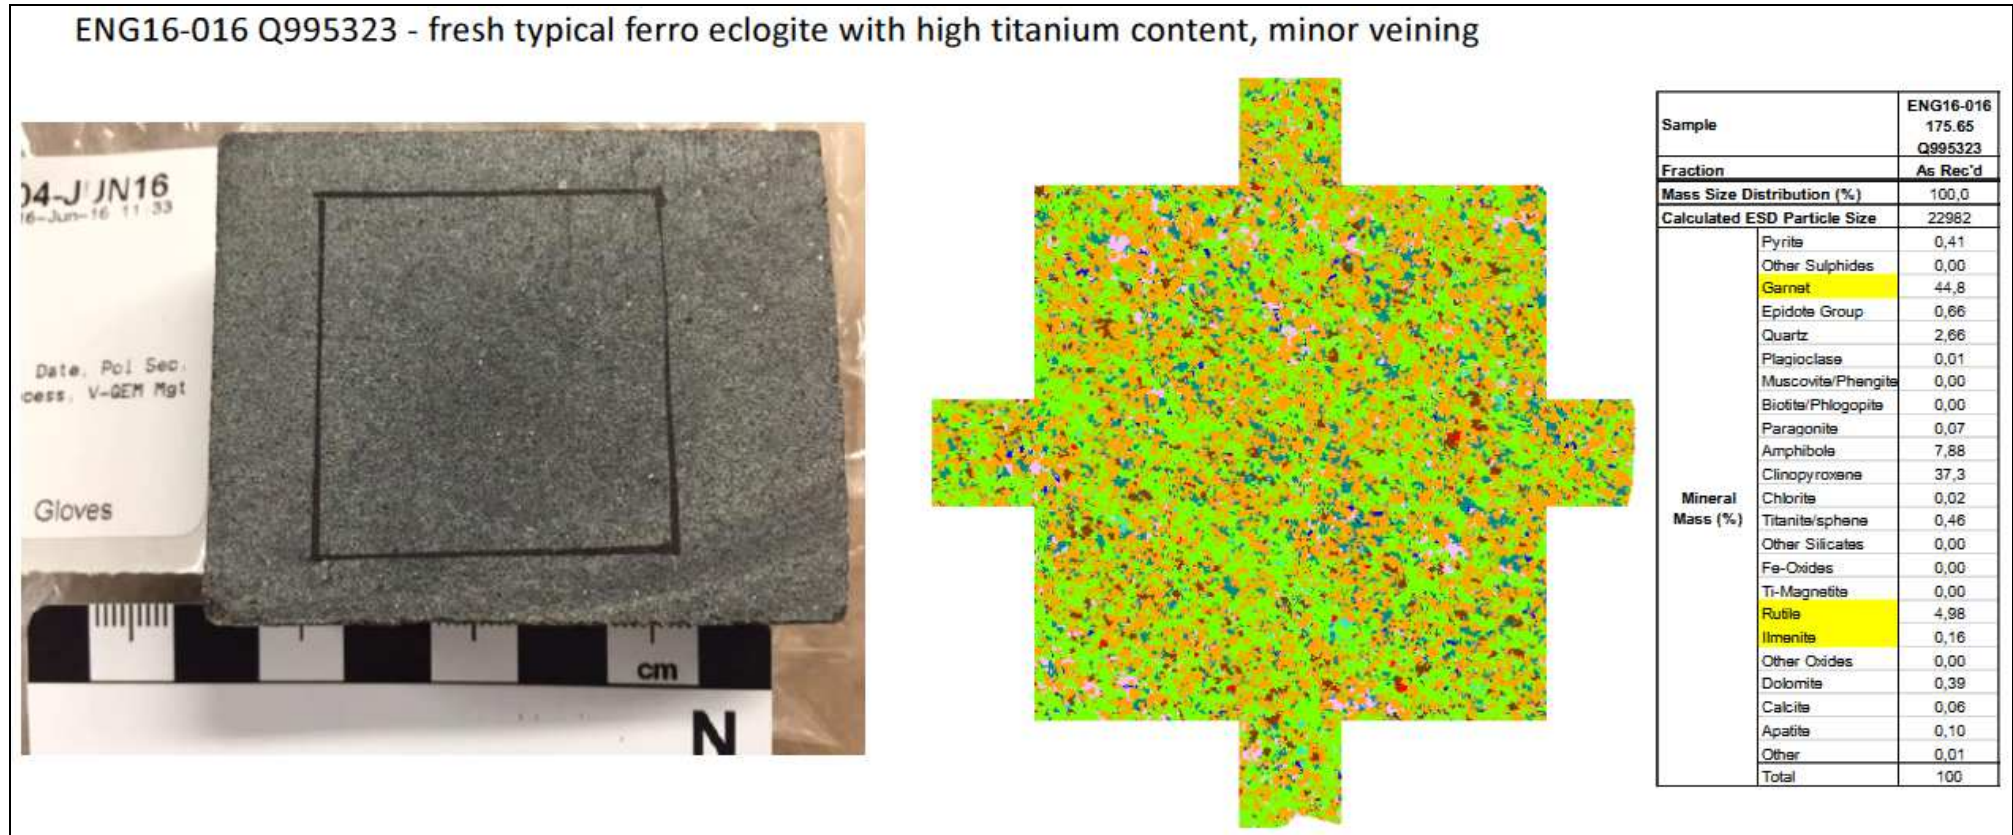 ENG16-016 Q995323 - fresh typical ferro eclogite with high titanium content, minor veining
04-JUN16
16-Jun-16 11:33
Date, Pol Sec,
cess, V-QEM Mgt
Gloves
cm
N
Sample ENG16-016 175.65 Q995323
Fraction As Rec'd
Mass Size Distribution (%) 100,0
Calculated ESD Particle Size 22982
Mineral Mass (%)
Pyrite 0,41
Other Sulphides 0,00
Garnet 44,8
Epidote Group 0,66
Quartz 2,66
Plagioclase 0,01
Muscovite/Phengite 0,00
Biotite/Phlogopite 0,00
Paragonite 0,07
Amphibole 7,88
Clinopyroxene 37,3
Chlorite 0,02
Titanite/sphene 0,46
Other Silicates 0,00
Fe-Oxides 0,00
Ti-Magnetite 0,00
Rutile 4,98
Ilmenite 0,16
Other Oxides 0,00
Dolomite 0,39
Calcite 0,06
Apatite 0,10
Other 0,01
Total 100